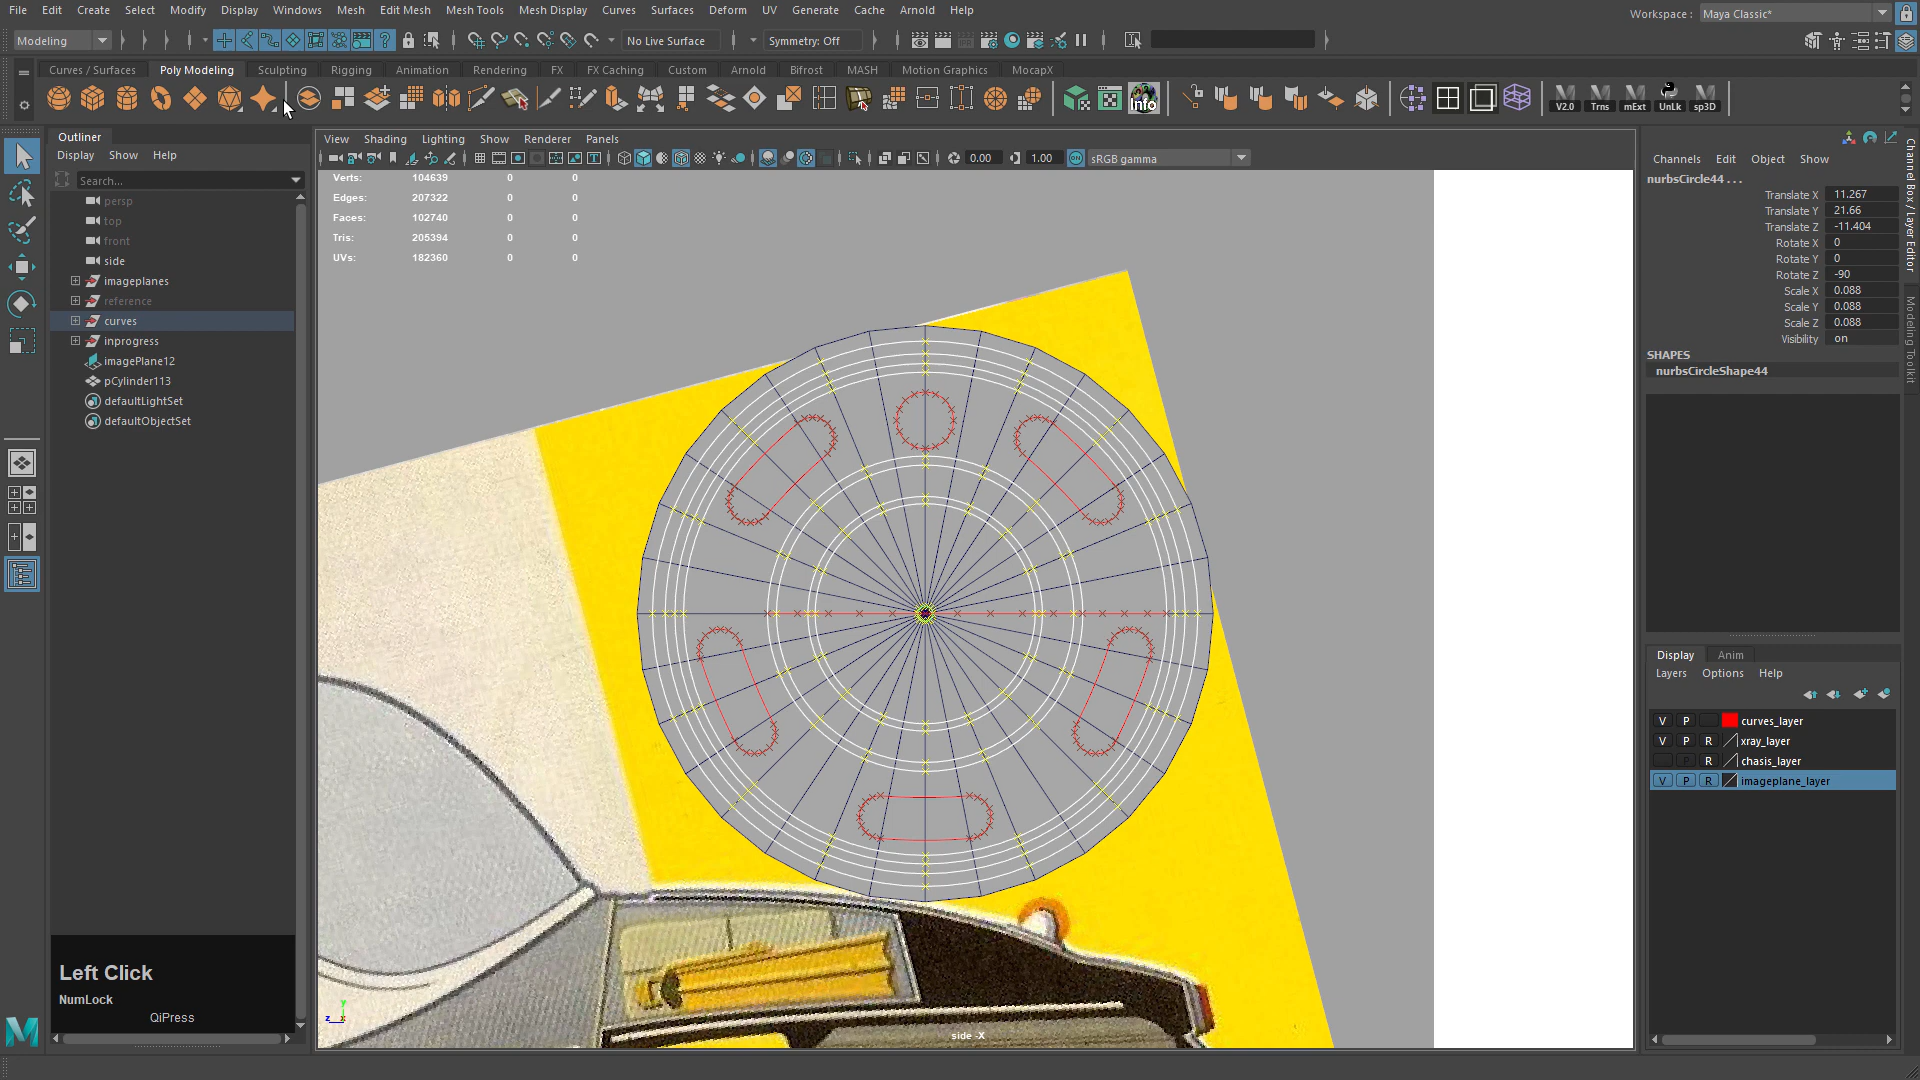 File Edit Create Select Modify Display Windows Mesh Edit Mesh Mesh Tools Mesh Display Curves Surfaces Deform UV Generate Cache Arnold Help
Workspace : Maya Classic*
Modeling No Live Surface Symmetry: Off
Curves / Surfaces Poly Modeling Sculpting Rigging Animation Rendering FX FX Caching Custom Arnold Bifrost MASH Motion Graphics MocapX
Info V2.0 Trns mExt UnLk sp3D
Outliner
Display Show Help
Search...
persp
top
front
side
imageplanes
reference
curves
inprogress
imagePlane12
pCylinder113
defaultLightSet
defaultObjectSet
Left Click
NumLock
QiPress
View Shading Lighting Show Renderer Panels
0.00 1.00 sRGB gamma
Verts: 104639 0 0
Edges: 207322 0 0
Faces: 102740 0 0
Tris: 205394 0 0
UVs: 182360 0 0
y
z x
side -X
Channels Edit Object Show
nurbsCircle44 . . .
Translate X 11.267
Translate Y 21.66
Translate Z -11.404
Rotate X 0
Rotate Y 0
Rotate Z -90
Scale X 0.088
Scale Y 0.088
Scale Z 0.088
Visibility on
SHAPES
nurbsCircleShape44
Display Anim
Layers Options Help
V P curves_layer
V P R xray_layer
P R chasis_layer
V P R imageplane_layer
Channel Box / Layer Editor
Modeling Toolkit